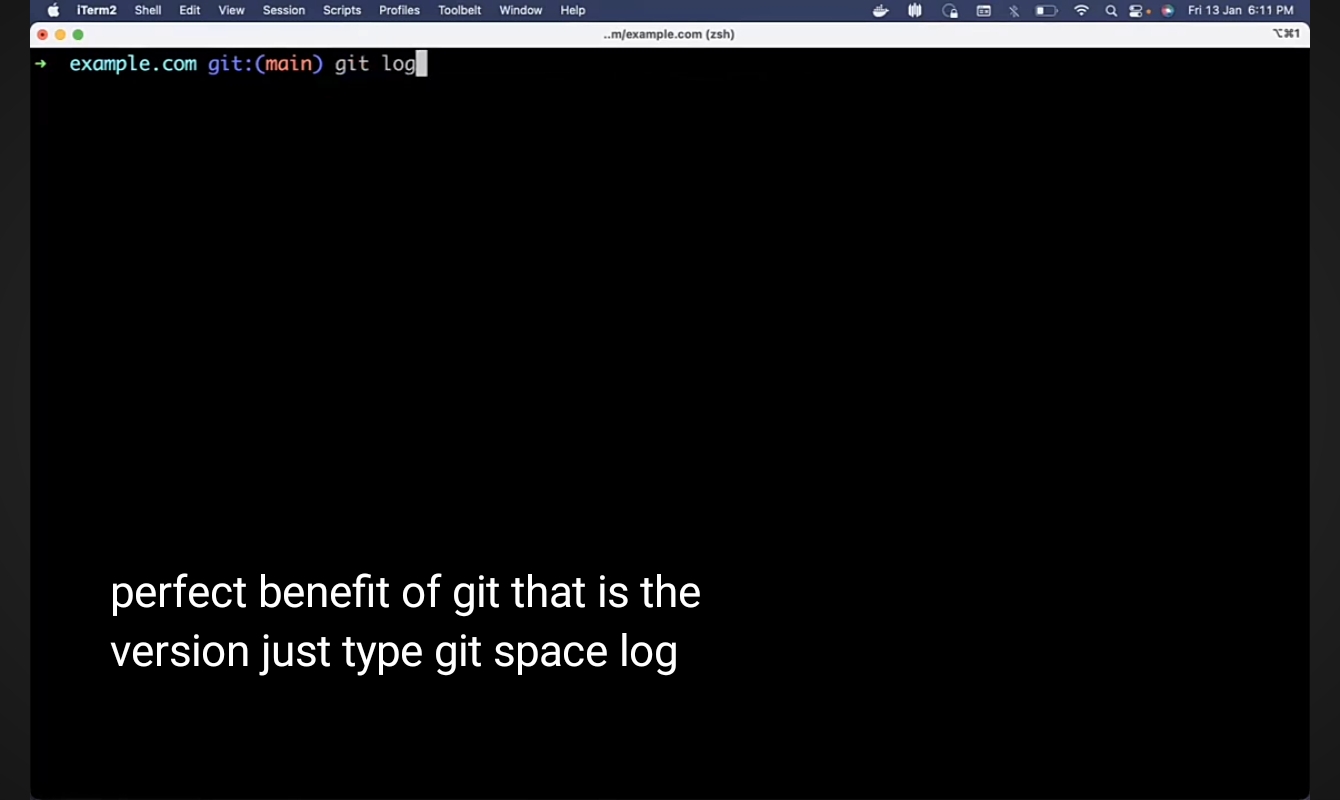 iTerm2 Shell Edit View Session Scripts Profiles Toolbelt Window Help Fri 13 Jan 6:11 PM
..m/example.com (zsh) ⌥⌘1
➜ example.com git:(main) git log
perfect benefit of git that is the
version just type git space log